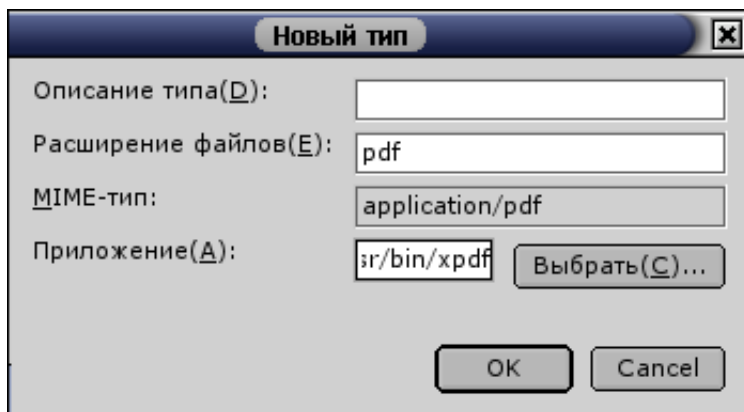 Новый тип
Описание типа(D):
Расширение файлов(E): pdf
MIME-тип: application/pdf
Приложение(A): sr/bin/xpdf Выбрать(C)...
OK Cancel